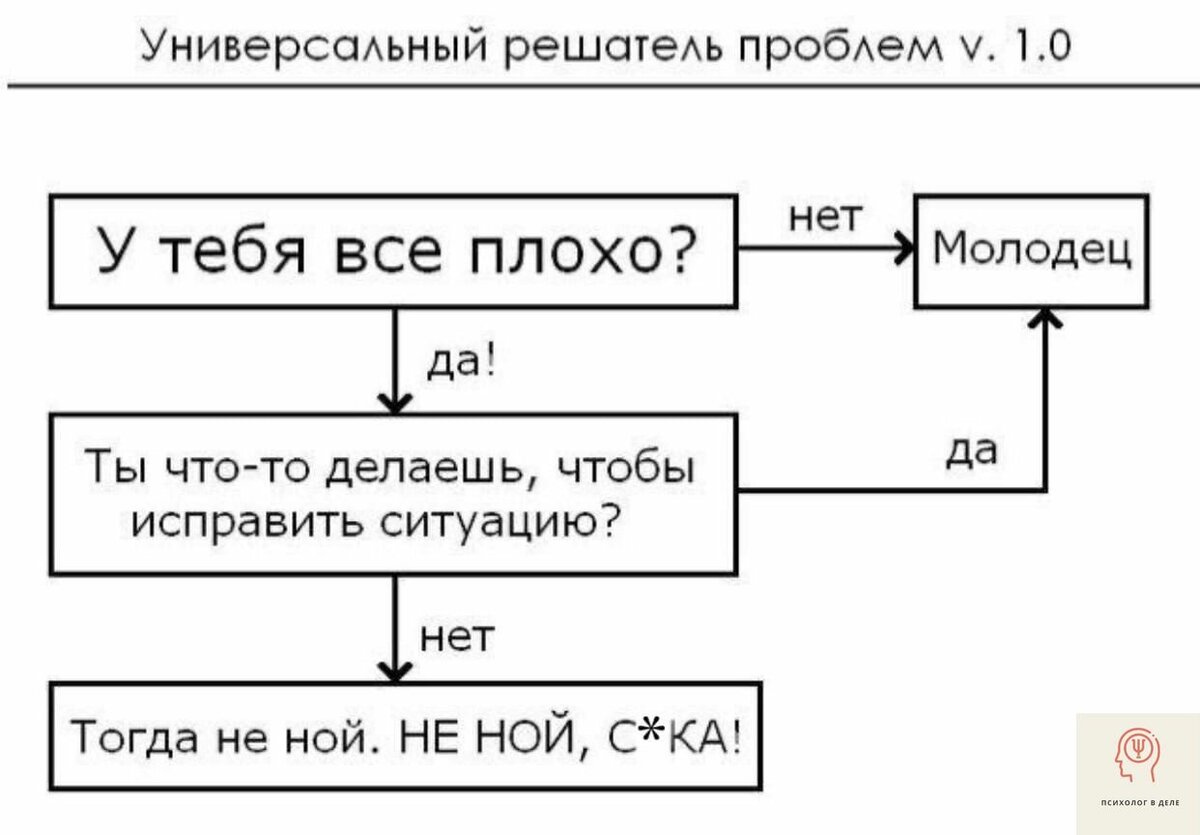 Универсальный решатель проблем v. 1.0
У тебя все плохо?
нет
Молодец
да!
Ты что-то делаешь, чтобы
исправить ситуацию?
да
нет
Тогда не ной. НЕ НОЙ, С*КА!
ПСИХОЛОГ В ДЕЛЕ